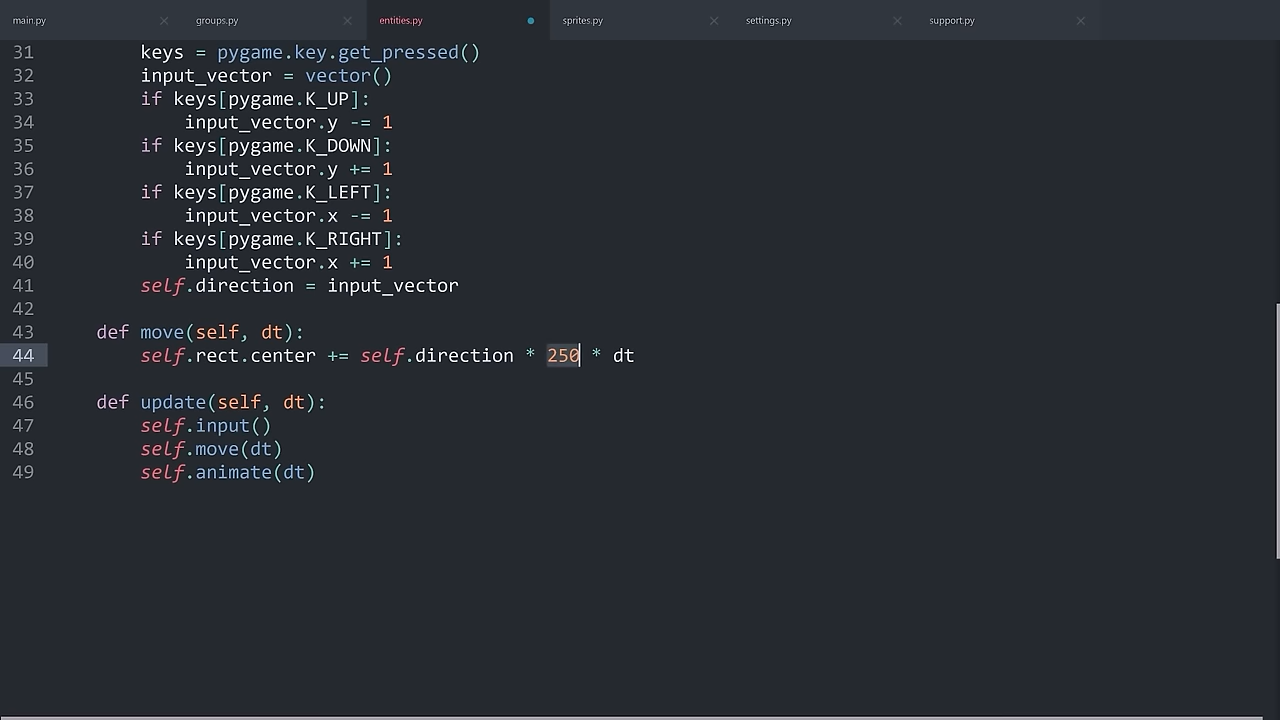 main.py groups.py entities.py sprites.py settings.py support.py
31 keys = pygame.key.get_pressed()
32 input_vector = vector()
33 if keys[pygame.K_UP]:
34 input_vector.y -= 1
35 if keys[pygame.K_DOWN]:
36 input_vector.y += 1
37 if keys[pygame.K_LEFT]:
38 input_vector.x -= 1
39 if keys[pygame.K_RIGHT]:
40 input_vector.x += 1
41 self.direction = input_vector
42
43 def move(self, dt):
44 self.rect.center += self.direction * 250 * dt
45
46 def update(self, dt):
47 self.input()
48 self.move(dt)
49 self.animate(dt)